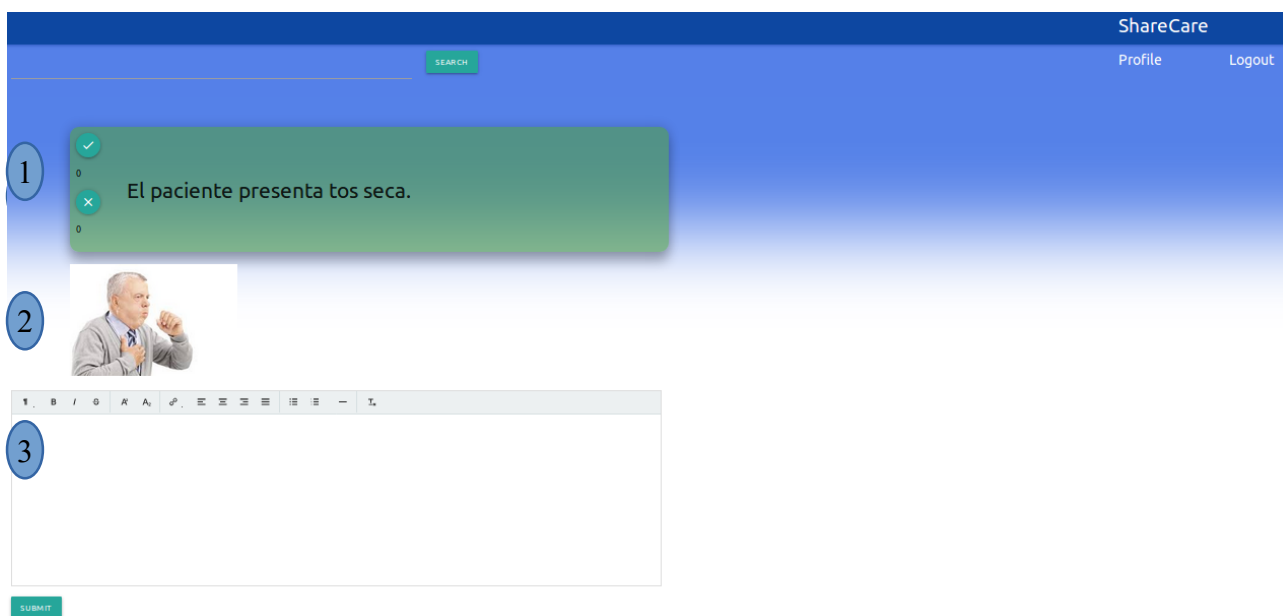 ShareCare
SEARCH
Profile
Logout
1
0
El paciente presenta tos seca.
0
2
¶ B I G A A
3
SUBMIT